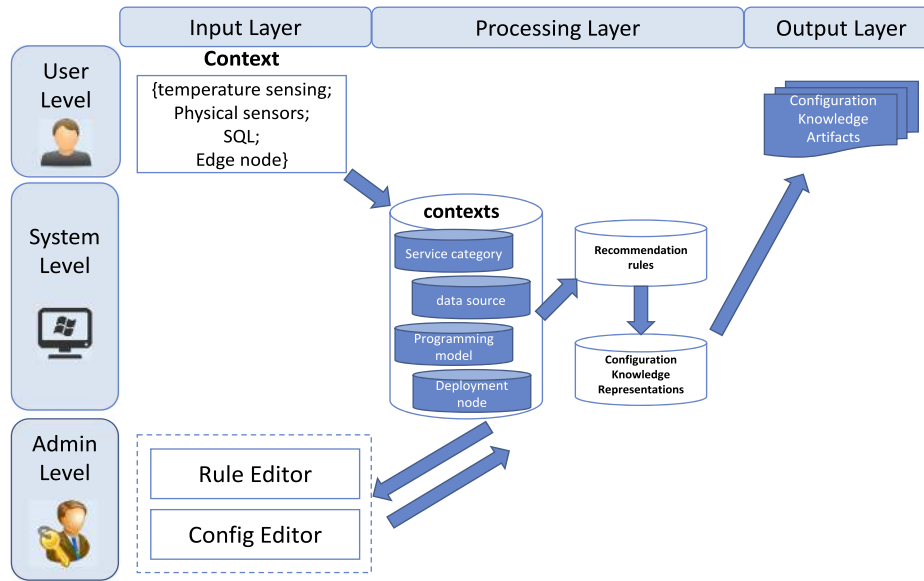 Input Layer
Processing Layer
Output Layer
User
Level
Context
{temperature sensing;
Physical sensors;
SQL;
Edge node}
Configuration
Knowledge
Artifacts
System
Level
contexts
Service category
data source
Programming
model
Deployment
node
Recommendation
rules
Configuration
Knowledge
Representations
Admin
Level
Rule Editor
Config Editor